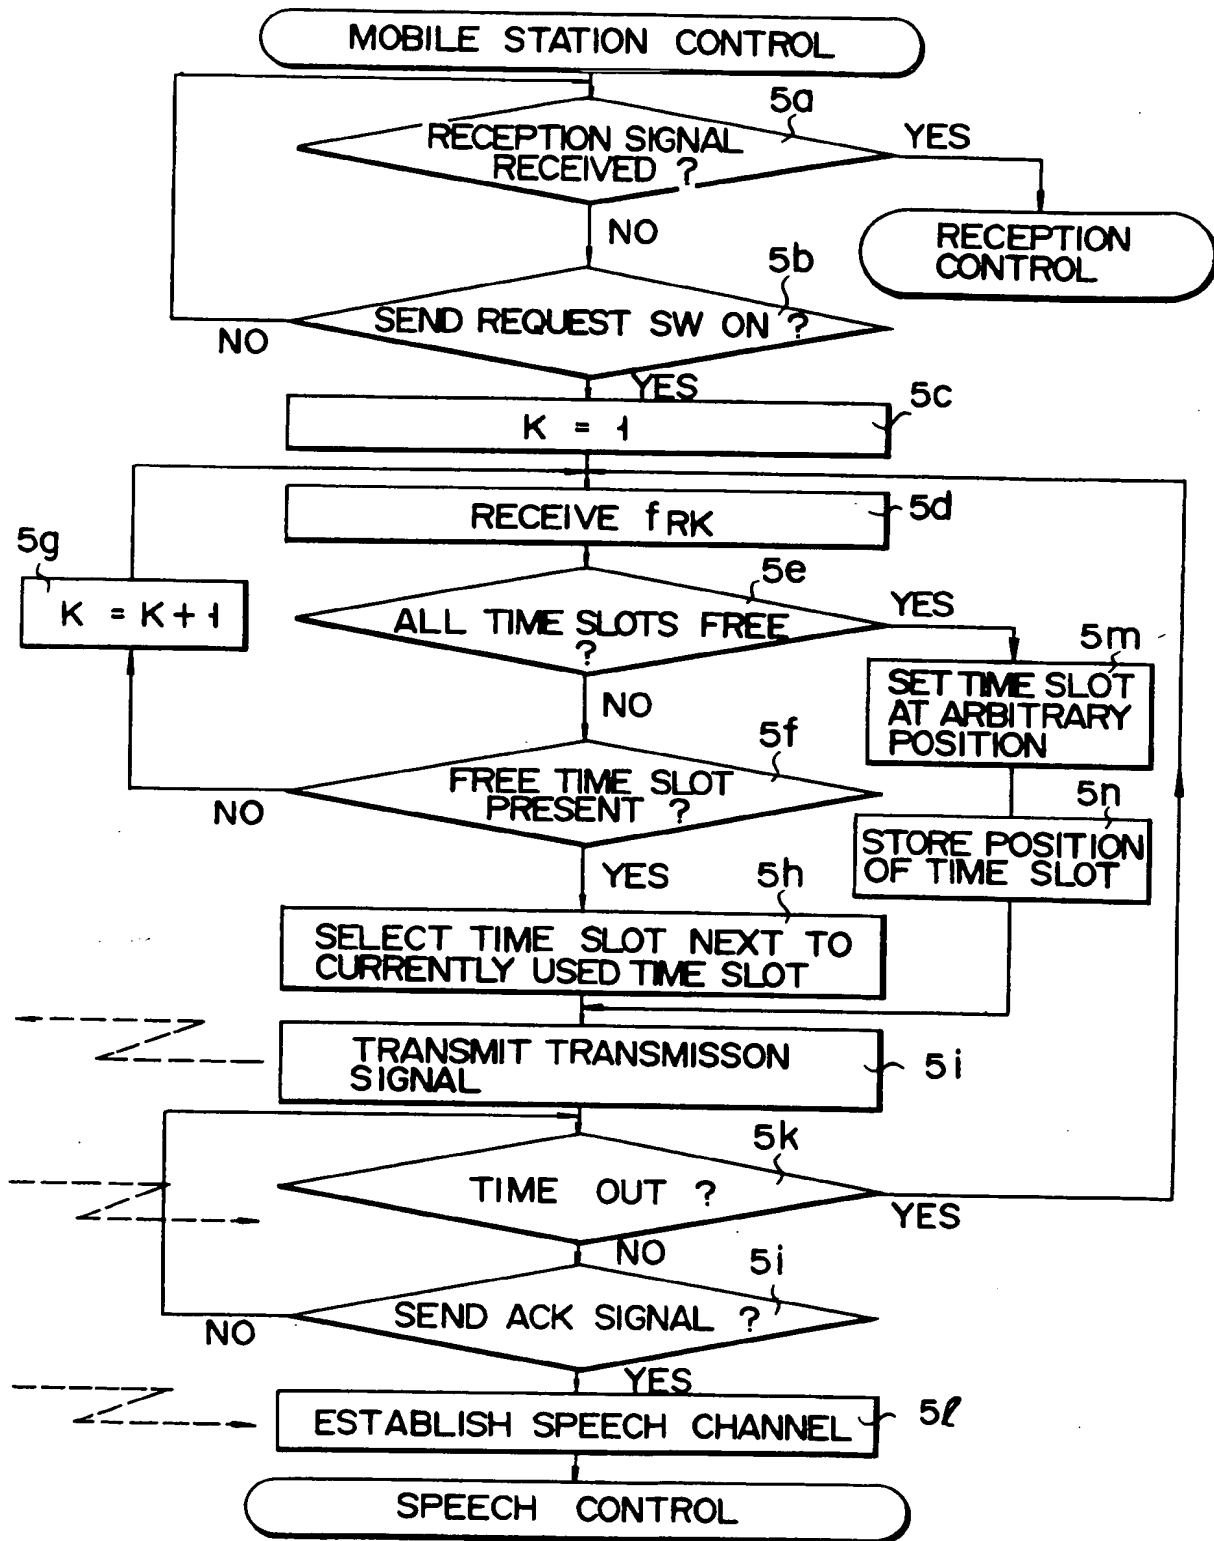 MOBILE STATION CONTROL
5a
RECEPTION SIGNAL
RECEIVED ?
YES
NO
RECEPTION
CONTROL
5b
SEND REQUEST SW ON ?
NO
YES
5c
K = 1
RECEIVE fRK
5d
5g
K = K+1
5e
ALL TIME SLOTS FREE
?
YES
NO
5m
SET TIME SLOT
AT ARBITRARY
POSITION
5f
FREE TIME SLOT
PRESENT ?
NO
YES
5n
STORE POSITION
OF TIME SLOT
5h
SELECT TIME SLOT NEXT TO
CURRENTLY USED TIME SLOT
TRANSMIT TRANSMISSON
SIGNAL
5i
5k
TIME OUT ?
YES
NO
5i
SEND ACK SIGNAL ?
NO
YES
ESTABLISH SPEECH CHANNEL
5ℓ
SPEECH CONTROL